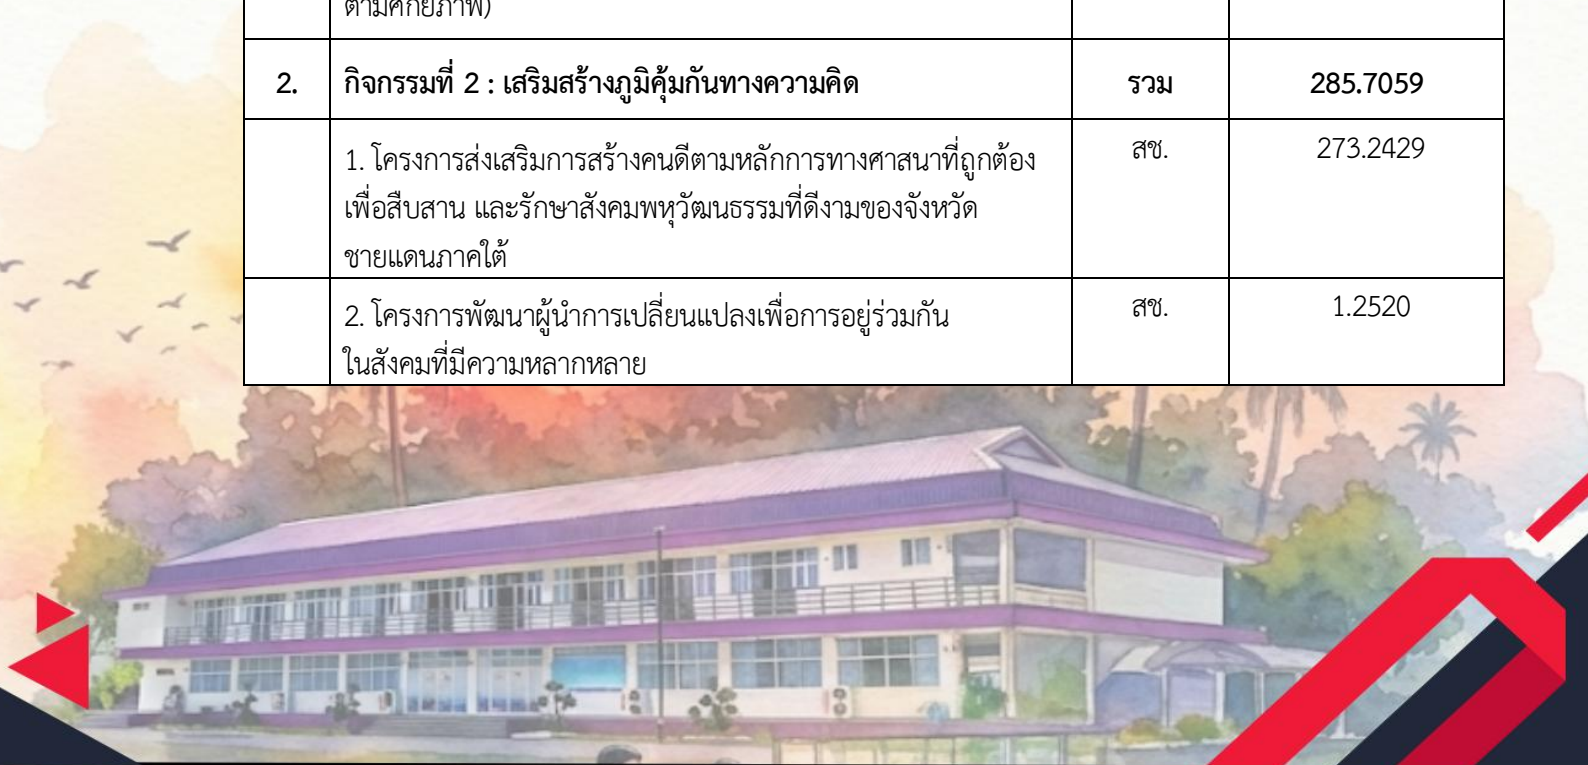 ตามศักยภาพ)
2. กิจกรรมที่ 2 : เสริมสร้างภูมิคุ้มกันทางความคิด รวม 285.7059
1. โครงการส่งเสริมการสร้างคนดีตามหลักการทางศาสนาที่ถูกต้อง สช. 273.2429
เพื่อสืบสาน และรักษาสังคมพหุวัฒนธรรมที่ดีงามของจังหวัด
ชายแดนภาคใต้
2. โครงการพัฒนาผู้นำการเปลี่ยนแปลงเพื่อการอยู่ร่วมกัน สช. 1.2520
ในสังคมที่มีความหลากหลาย